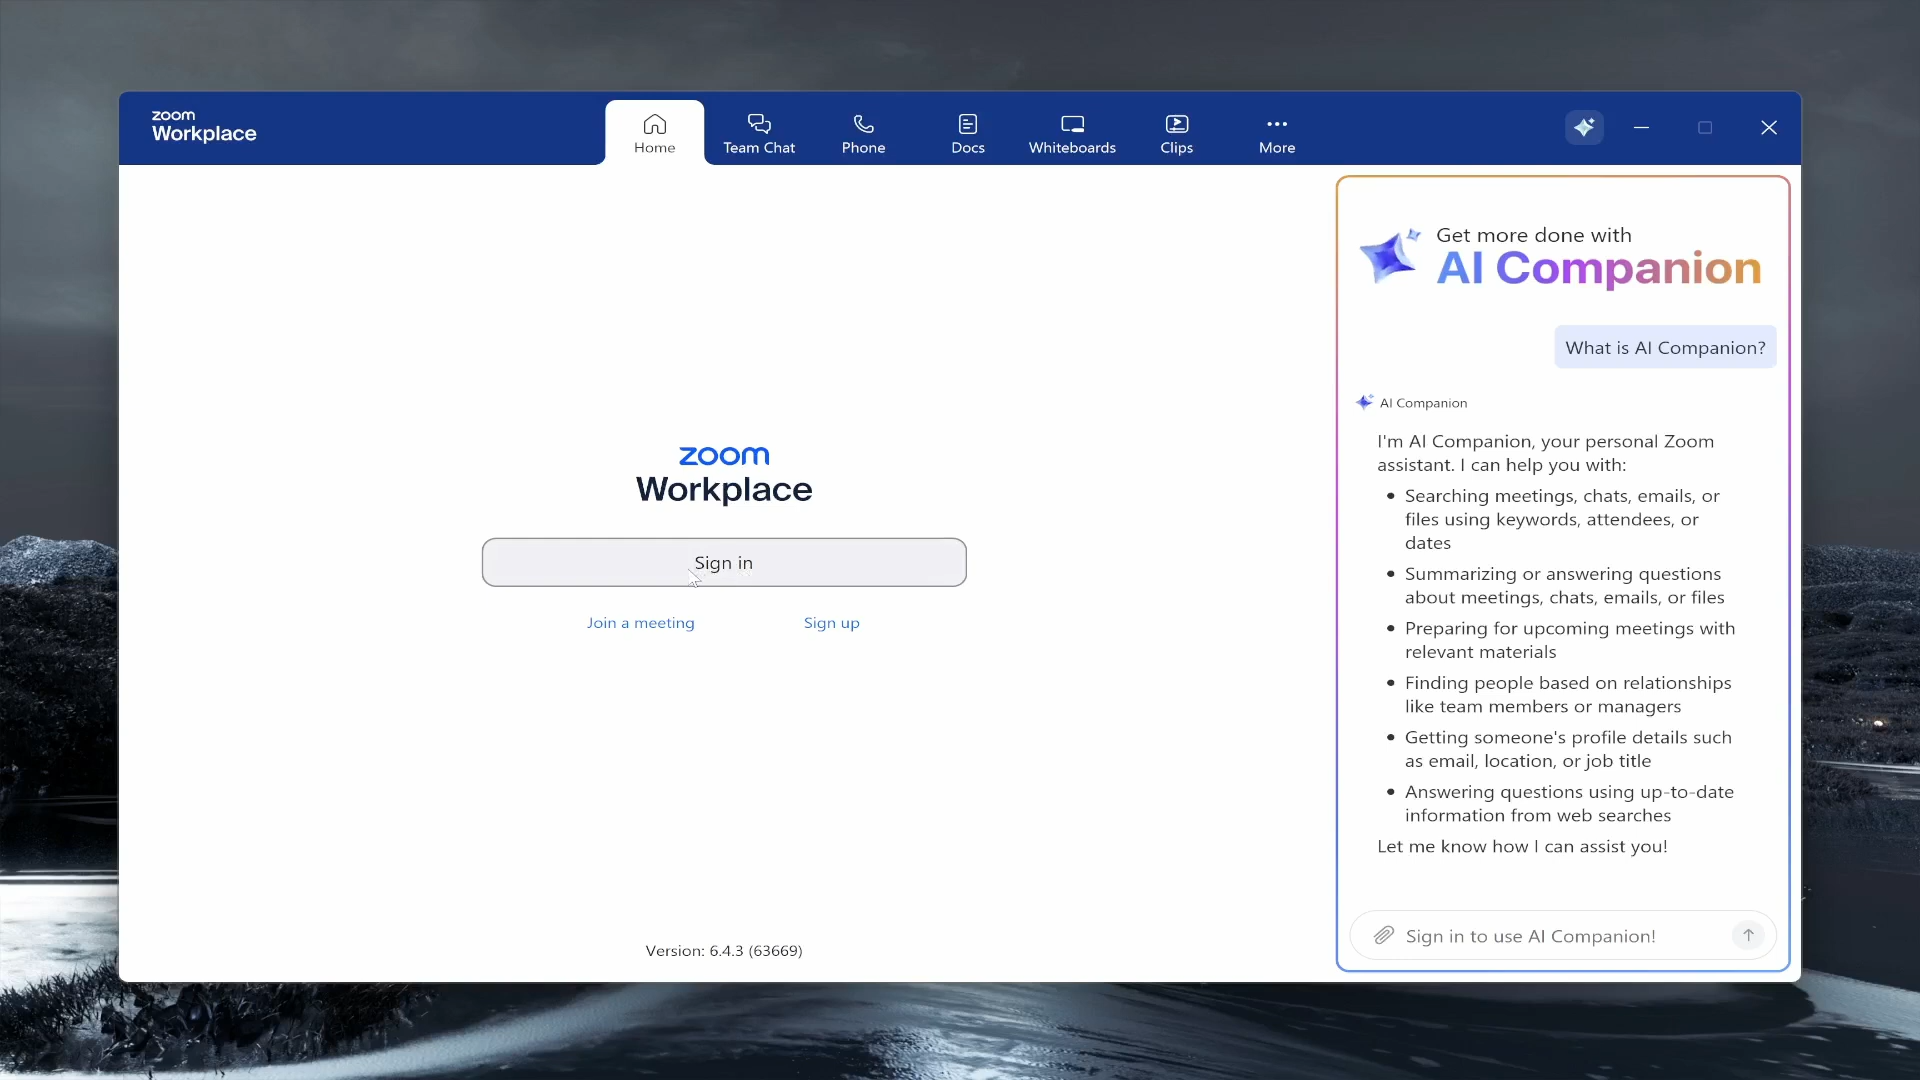 zoom
Workplace
Home
Team Chat
Phone
Docs
Whiteboards
Clips
More
zoom
Workplace
Sign in
Join a meeting
Sign up
Version: 6.4.3 (63669)
Get more done with
AI Companion
What is AI Companion?
AI Companion
I'm AI Companion, your personal Zoom
assistant. I can help you with:
• Searching meetings, chats, emails, or
files using keywords, attendees, or
dates
• Summarizing or answering questions
about meetings, chats, emails, or files
• Preparing for upcoming meetings with
relevant materials
• Finding people based on relationships
like team members or managers
• Getting someone's profile details such
as email, location, or job title
• Answering questions using up-to-date
information from web searches
Let me know how I can assist you!
Sign in to use AI Companion!